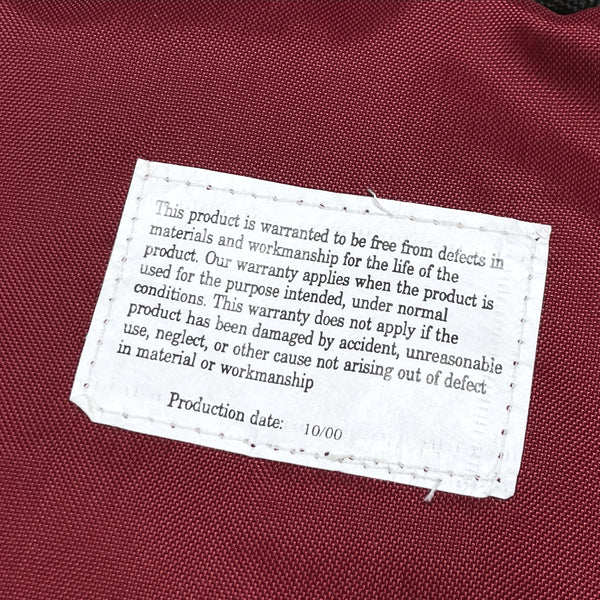 This product is warranted to be free from defects in
materials and workmanship for the life of the
product. Our warranty applies when the product is
used for the purpose intended, under normal
conditions. This warranty does not apply if the
product has been damaged by accident, unreasonable
use, neglect, or other cause not arising out of defect
in material or workmanship
Production date: 10/00